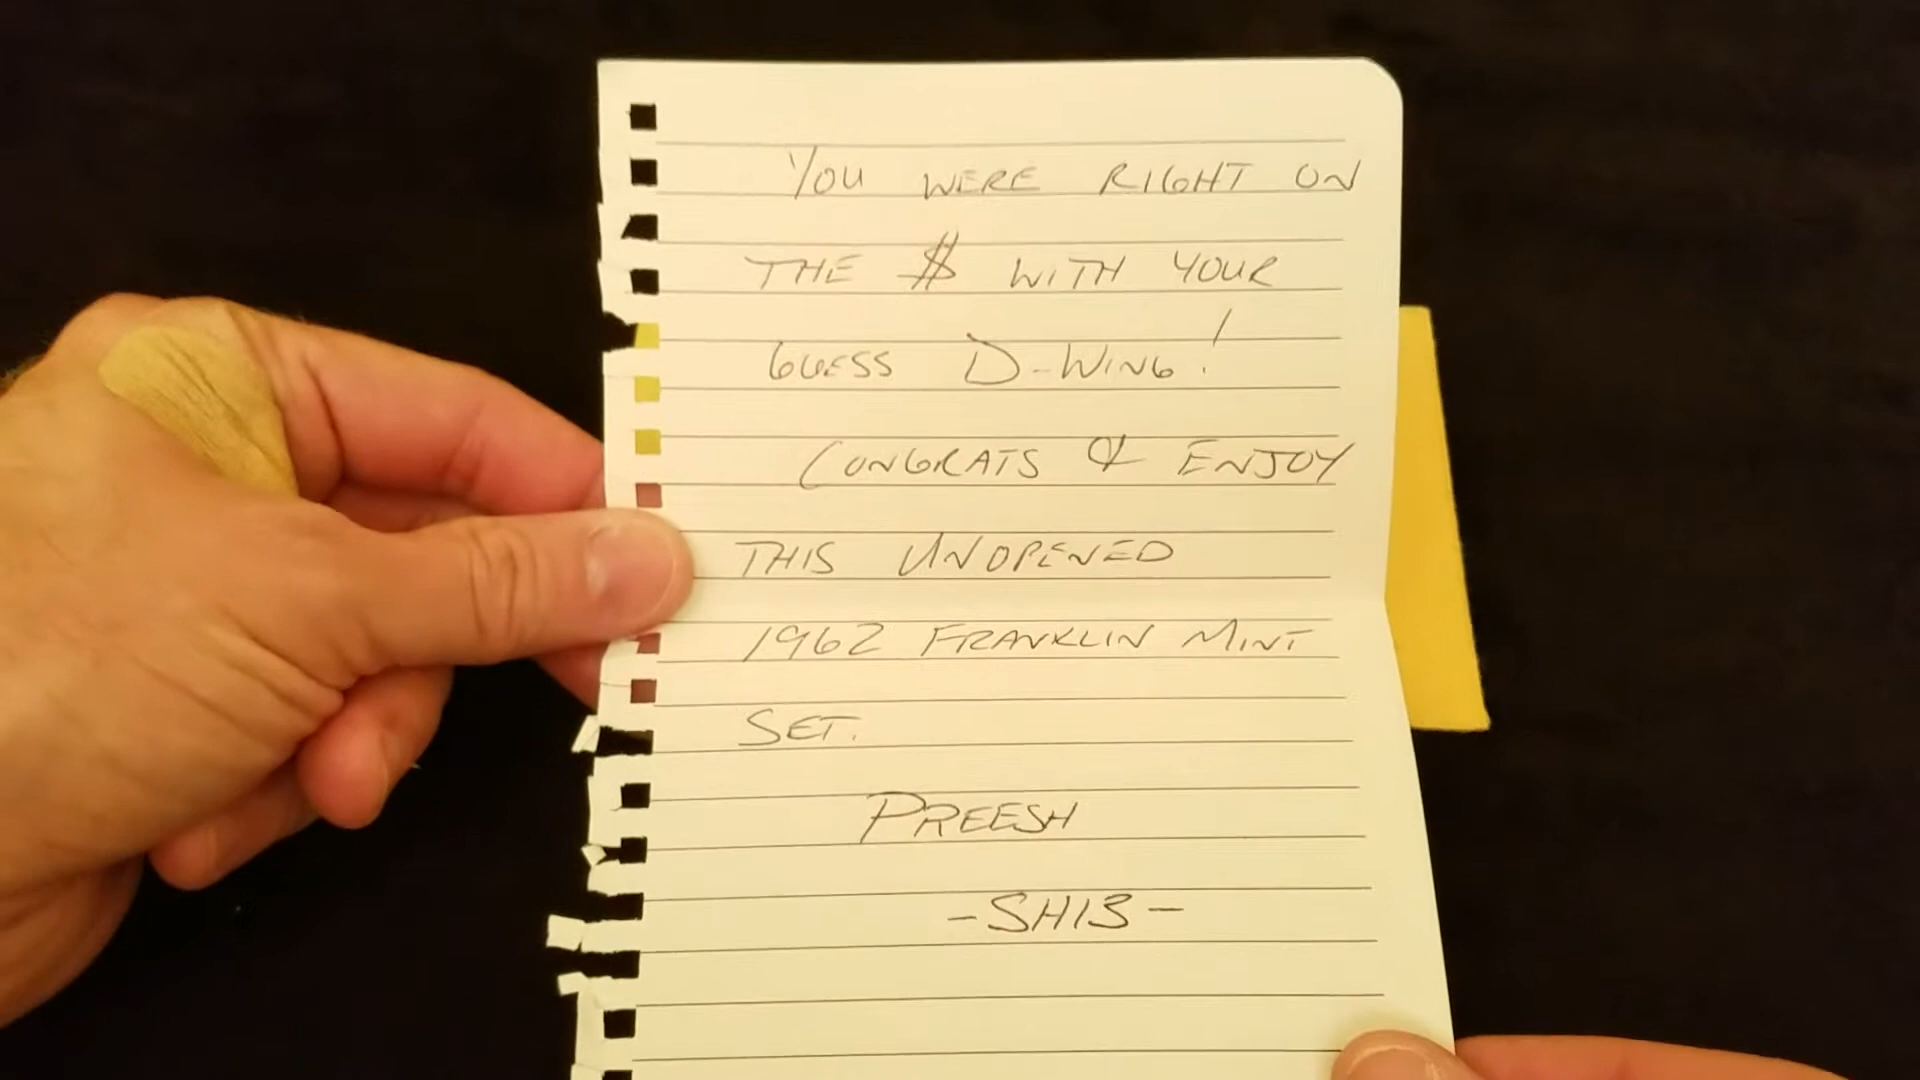 YOU WERE RIGHT ON
THE $ WITH YOUR
GUESS D-WING!
CONGRATS & ENJOY
THIS UNOPENED
1962 FRANKLIN MINT
SET.
PREESH
-SHIB-